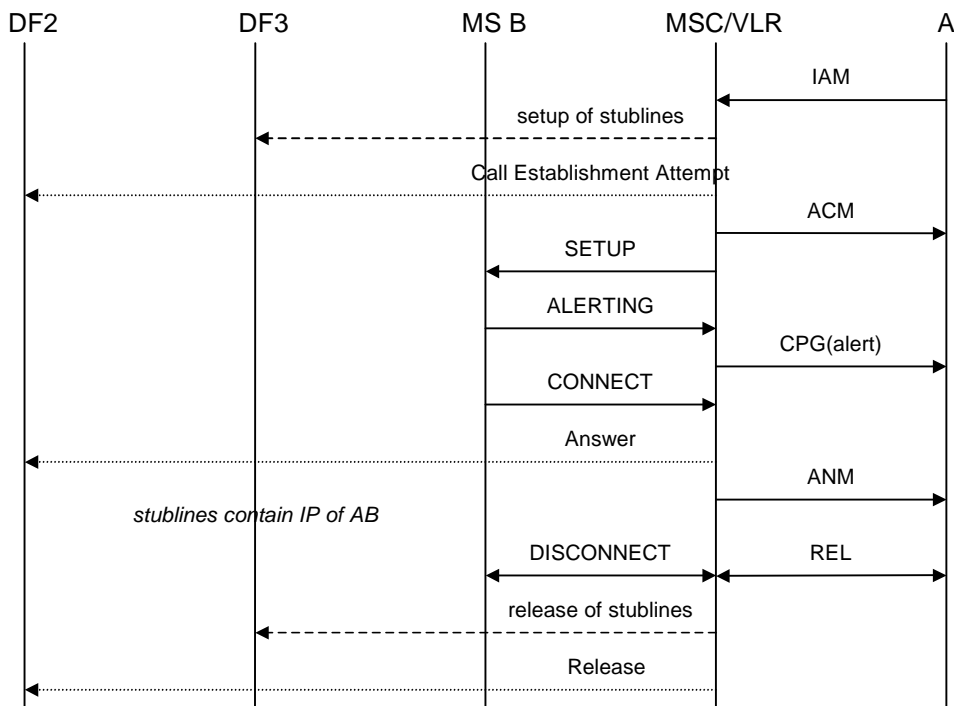 DF2 DF3 MS B MSC/VLR A
IAM
setup of stublines
Call Establishment Attempt
ACM
SETUP
ALERTING
CPG(alert)
CONNECT
Answer
ANM
stublines contain IP of AB
DISCONNECT REL
release of stublines
Release